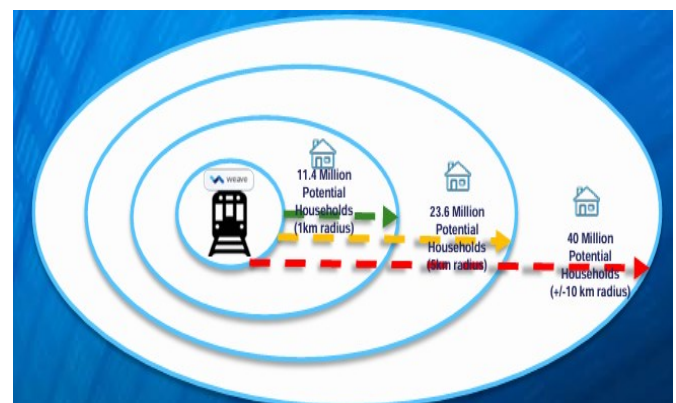 weave
11.4 Million
Potential
Households
(1km radius)
23.6 Million
Potential
Households
(5km radius)
40 Million
Potential
Households
(+/-10 km radius)